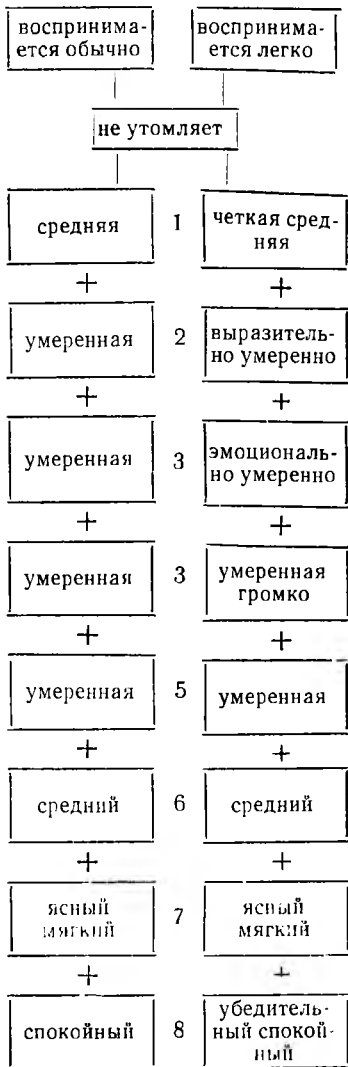 воспринима-
ется обычно
воспринима-
ется легко
не утомляет
средняя 1 четкая сред-
няя
+ +
умеренная 2 выразитель-
но умеренно
+ +
умеренная 3 эмоциональ-
но умеренно
+ +
умеренная 3 умеренная
громко
+ +
умеренная 5 умеренная
+ +
средний 6 средний
+ +
ясный
мягкий
7
ясный
мягкий
+ +
спокойный 8 убедитель-
ный спокой-
ный